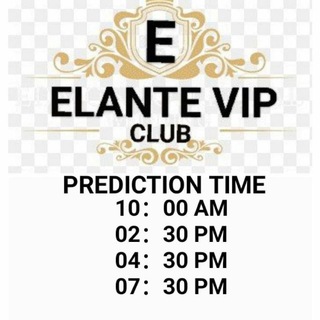 E
ELANTE VIP
CLUB
PREDICTION TIME
10: 00 AM
02: 30 PM
04: 30 PM
07: 30 PM